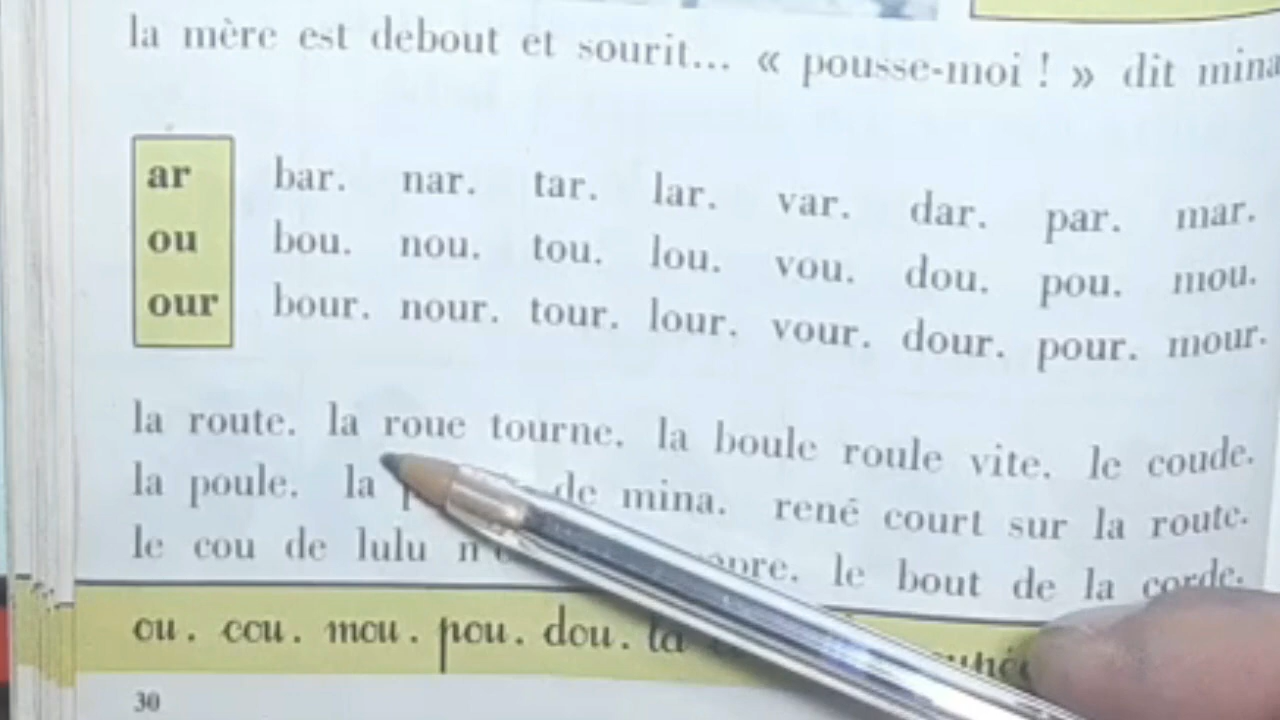 la mère est debout et sourit... « pousse-moi ! » dit mina
ar bar. nar. tar. lar. var. dar. par. mar.
ou bou. nou. tou. lou. vou. dou. pou. mou.
our bour. nour. tour. lour. vour. dour. pour. mour.
la route. la roue tourne. la boule roule vite. le coude.
la poule. la de mina. rené court sur la route.
le cou de lulu le bout de la corde.
ou. cou. mou. pou. dou. la
30